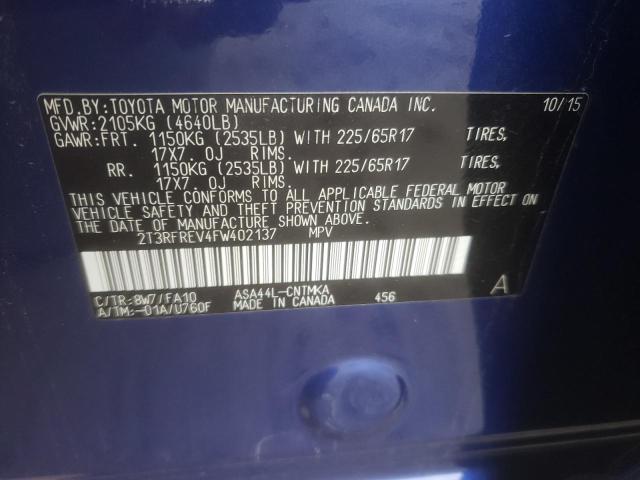 MFD.BY:TOYOTA MOTOR MANUFACTURING CANADA INC. 10/15
GVWR:2105KG (4640LB)
GAWR:FRT. 1150KG (2535LB) WITH 225/65R17 TIRES,
17X7. 0J RIMS.
RR. 1150KG (2535LB) WITH 225/65R17 TIRES,
17X7. 0J RIMS.
THIS VEHICLE CONFORMS TO ALL APPLICABLE FEDERAL MOTOR
VEHICLE SAFETY AND THEFT PREVENTION STANDARDS IN EFFECT ON
THE DATE OF MANUFACTURE SHOWN ABOVE.
2T3RFREV4FW402137 MPV
C/TR:8W7/FA10 ASA44L-CNTMKA 456 A
A/TM:-01A/U760F MADE IN CANADA